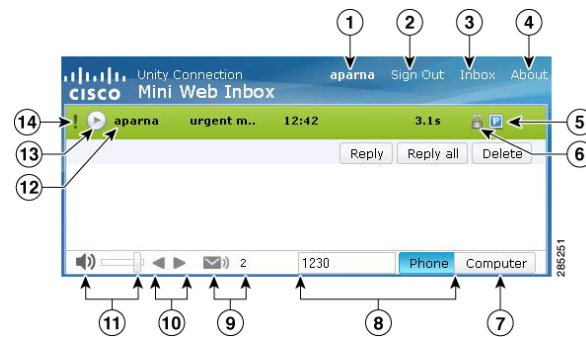 1 2 3 4
Unity Connection aparna Sign Out Inbox About
CISCO Mini Web Inbox
14 ! aparna urgent m.. 12:42 3.1s P 5
13 12 6
Reply Reply all Delete
2 1230 Phone Computer
285251
11 10 9 8 7